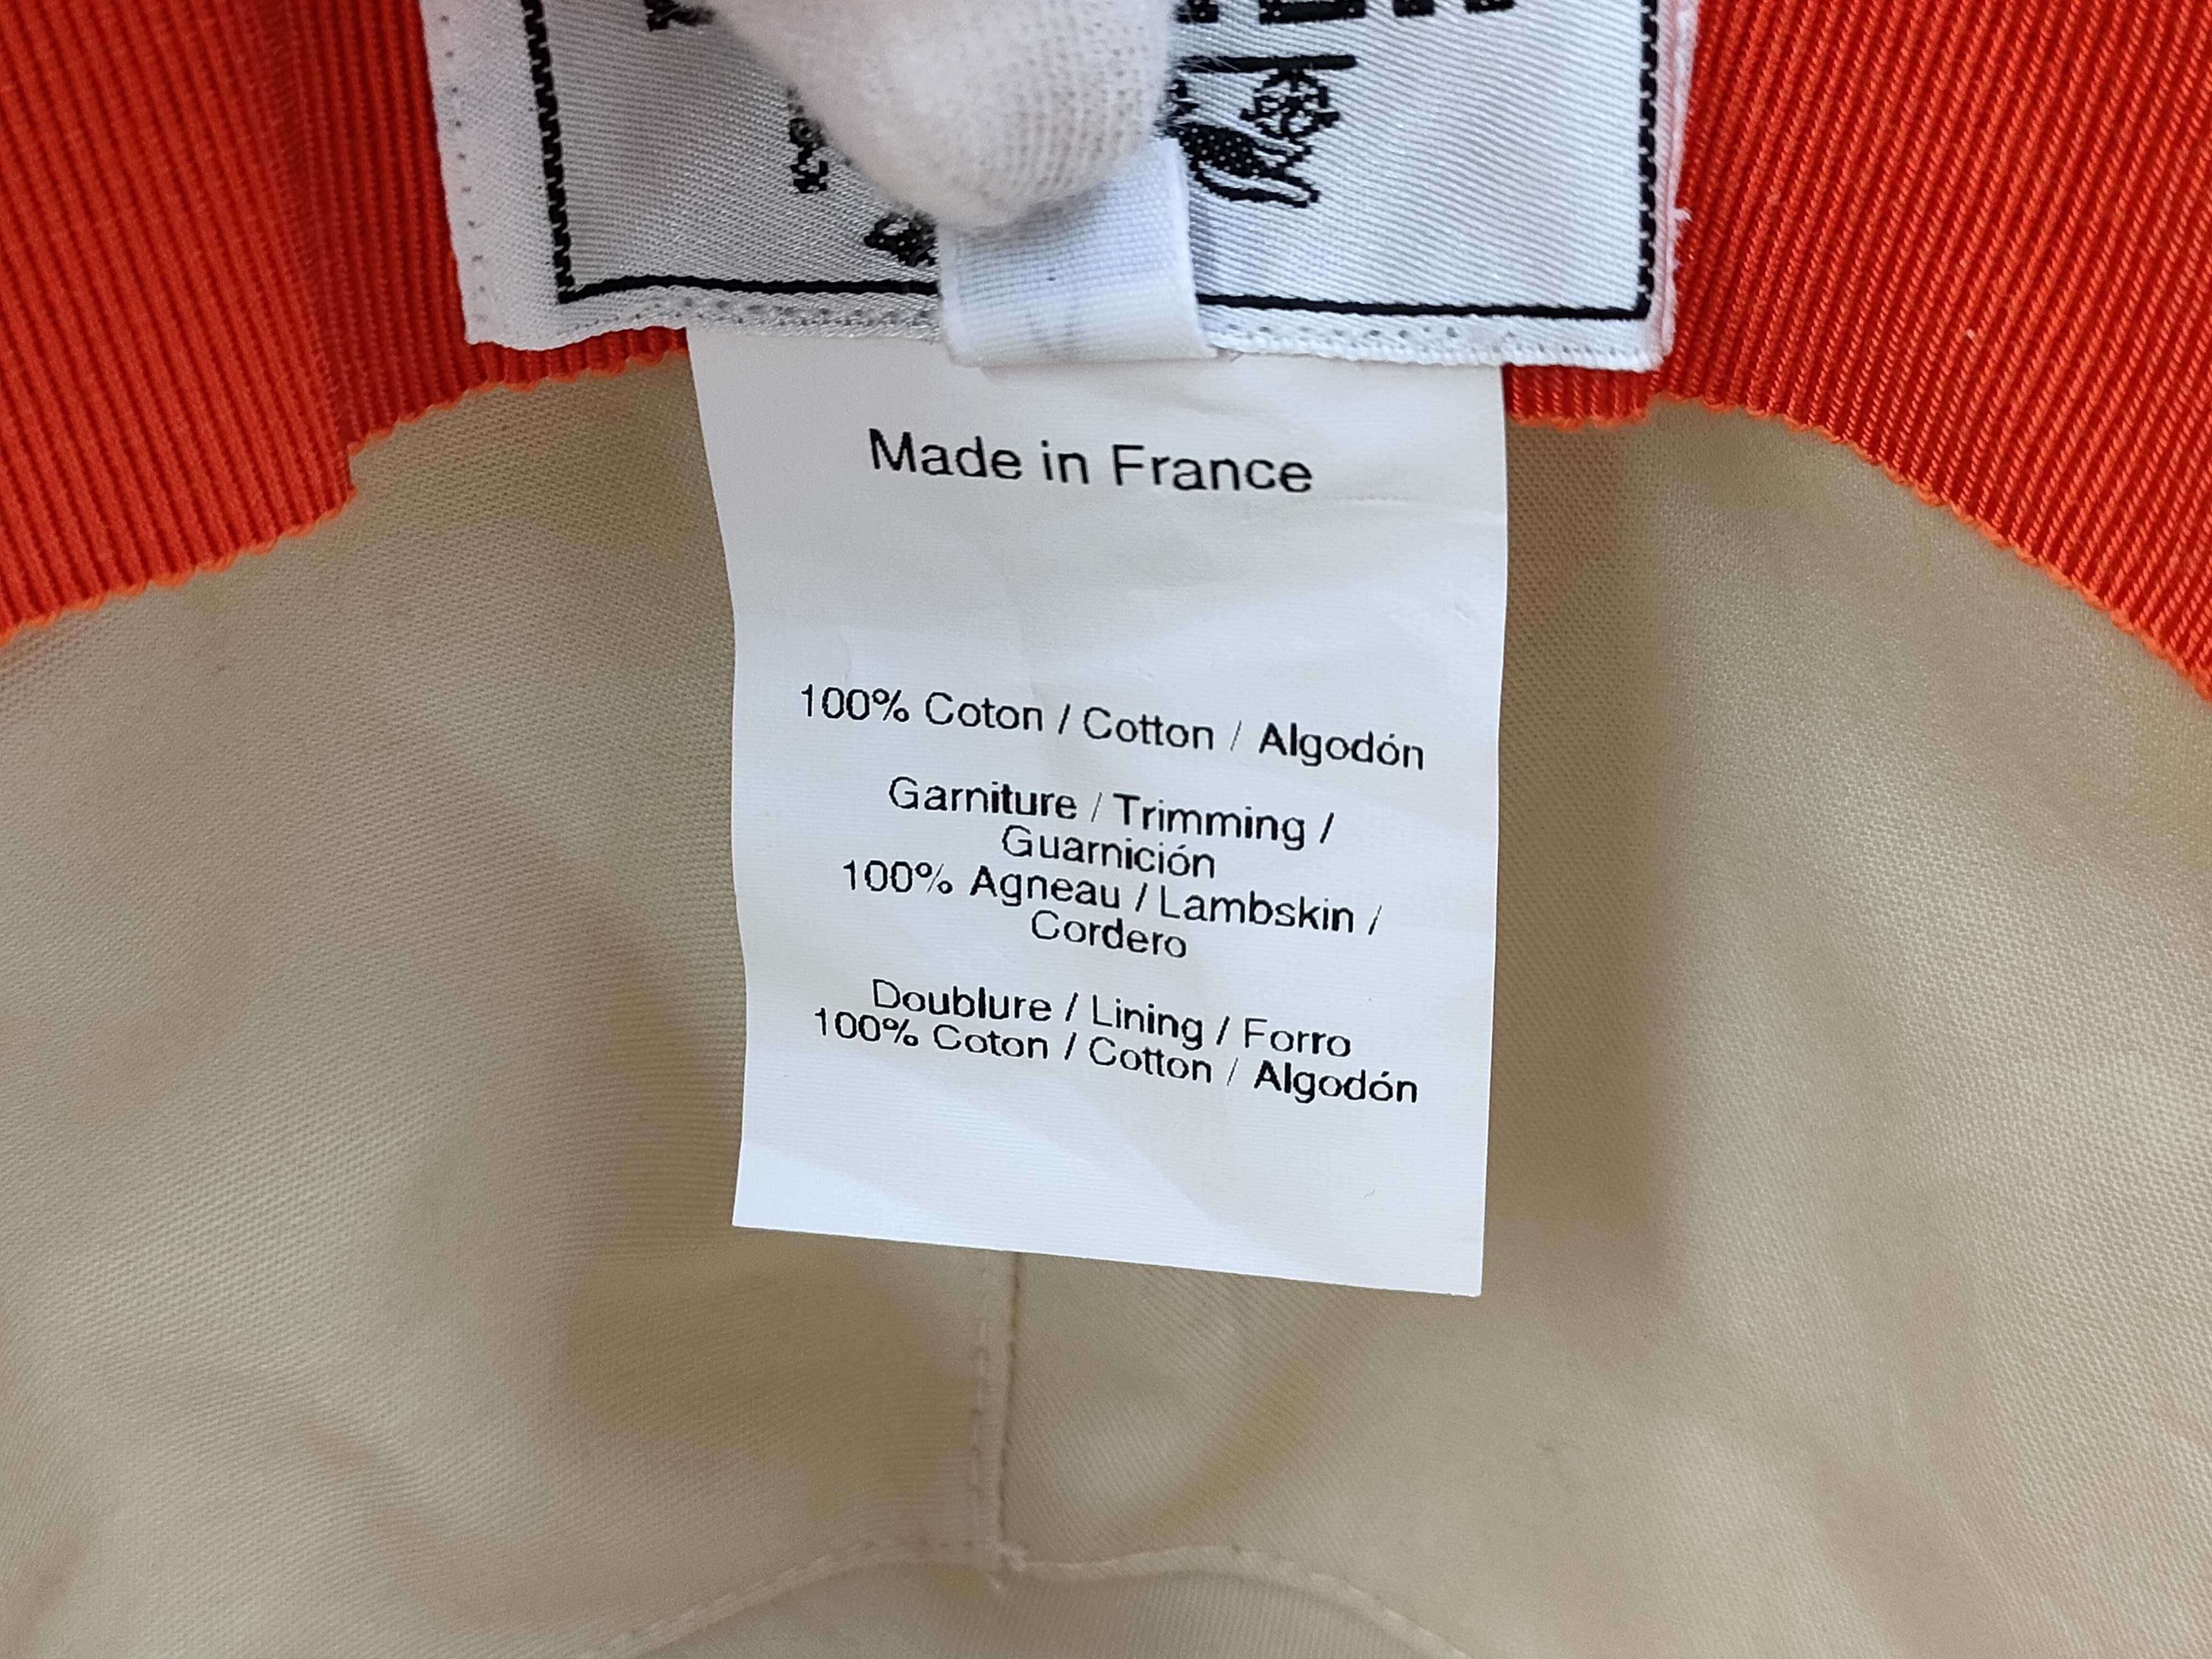 Made in France
100% Coton / Cotton / Algodón
Garniture / Trimming /
Guarnición
100% Agneau / Lambskin /
Cordero
Doublure / Lining / Forro
100% Coton / Cotton / Algodón